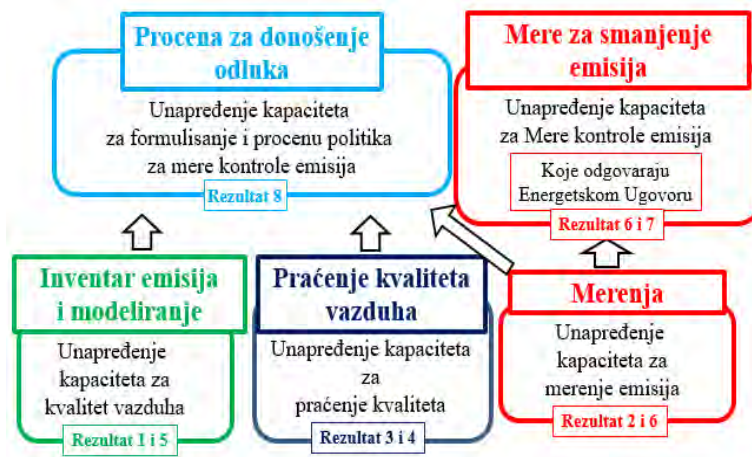 Procena za donošenje
odluka
Unapređenje kapaciteta
za formulisanje i procenu politika
za mere kontrole emisija
Rezultat 8
Mere za smanjenje
emisija
Unapređenje kapaciteta
za Mere kontrole emisija
Koje odgovaraju
Energetskom Ugovoru
Rezultat 6 i 7
Inventar emisija
i modeliranje
Unapređenje
kapaciteta za
kvalitet vazduha
Rezultat 1 i 5
Praćenje kvaliteta
vazduha
Unapređenje kapaciteta
za
praćenje kvaliteta
Rezultat 3 i 4
Merenja
Unapređenje
kapaciteta za
merenje emisija
Rezultat 2 i 6